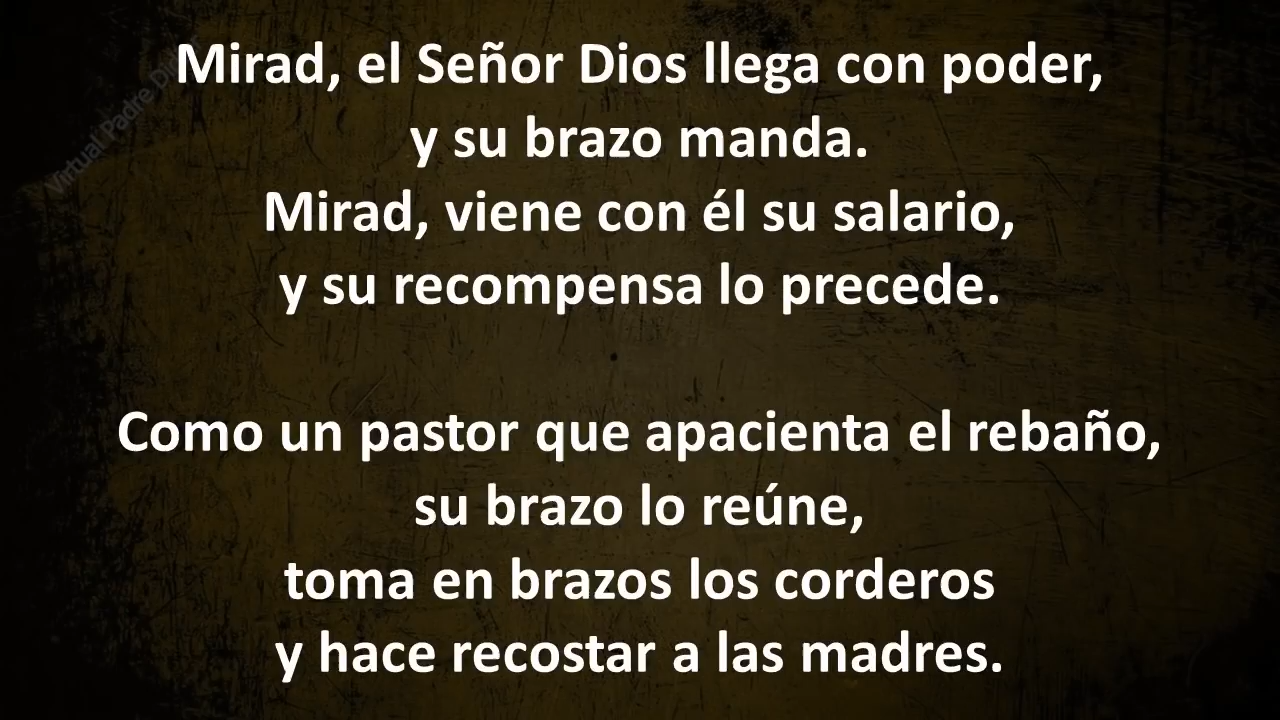 Mirad, el Señor Dios llega con poder,
y su brazo manda.
Mirad, viene con él su salario,
y su recompensa lo precede.
Como un pastor que apacienta el rebaño,
su brazo lo reúne,
toma en brazos los corderos
y hace recostar a las madres.
Virtual Padre